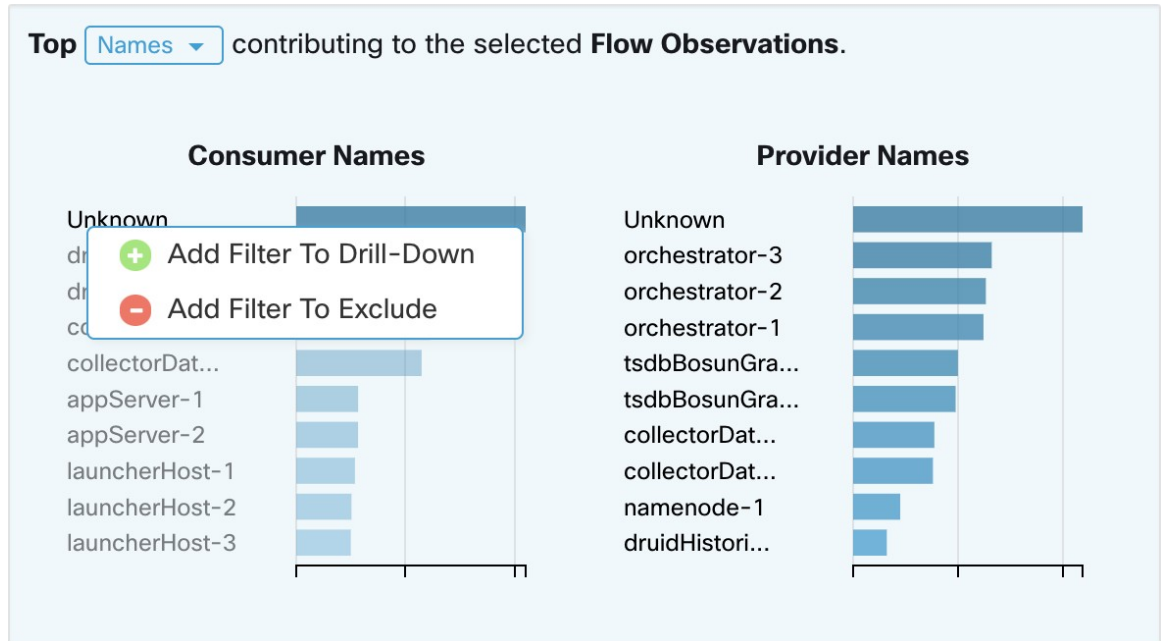 Top Names contributing to the selected Flow Observations.
Consumer Names
Unknown
Add Filter To Drill-Down
Add Filter To Exclude
collectorDat...
appServer-1
appServer-2
launcherHost-1
launcherHost-2
launcherHost-3
Provider Names
Unknown
orchestrator-3
orchestrator-2
orchestrator-1
tsdbBosunGra...
tsdbBosunGra...
collectorDat...
collectorDat...
namenode-1
druidHistori...